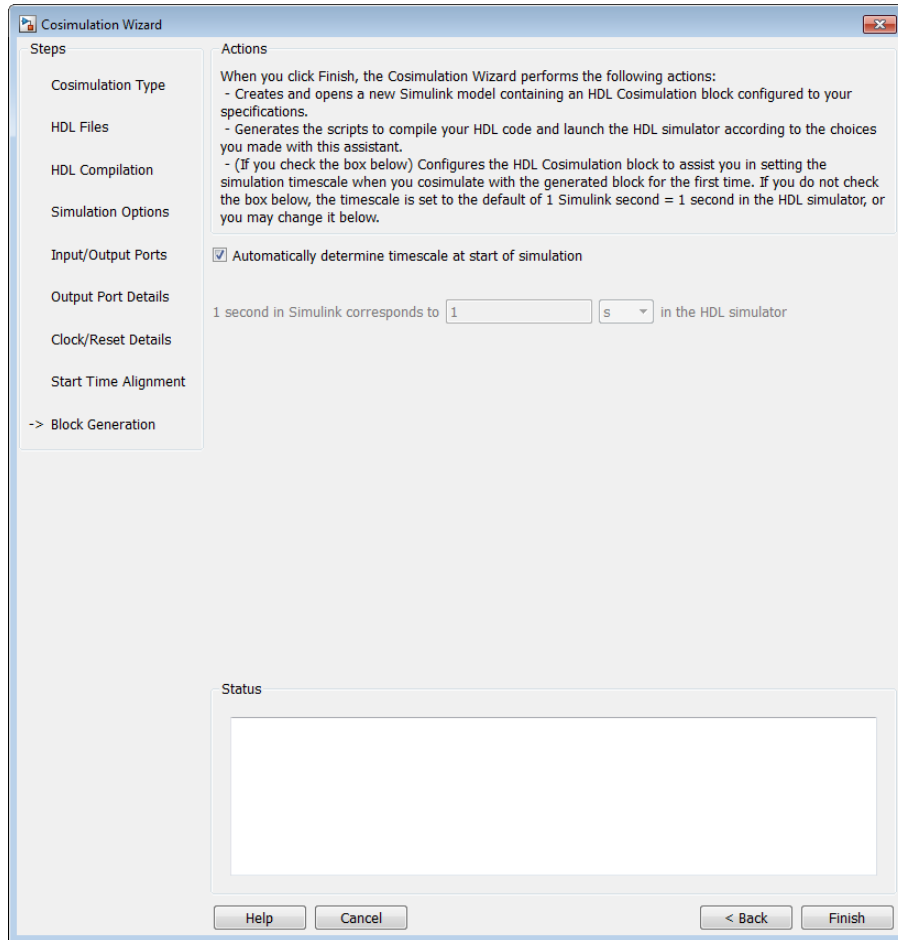 Cosimulation Wizard
Steps
Cosimulation Type
HDL Files
HDL Compilation
Simulation Options
Input/Output Ports
Output Port Details
Clock/Reset Details
Start Time Alignment
-> Block Generation
Actions
When you click Finish, the Cosimulation Wizard performs the following actions:
- Creates and opens a new Simulink model containing an HDL Cosimulation block configured to your
specifications.
- Generates the scripts to compile your HDL code and launch the HDL simulator according to the choices
you made with this assistant.
- (If you check the box below) Configures the HDL Cosimulation block to assist you in setting the
simulation timescale when you cosimulate with the generated block for the first time. If you do not check
the box below, the timescale is set to the default of 1 Simulink second = 1 second in the HDL simulator, or
you may change it below.
Automatically determine timescale at start of simulation
1 second in Simulink corresponds to 1 s in the HDL simulator
Status
Help Cancel < Back Finish